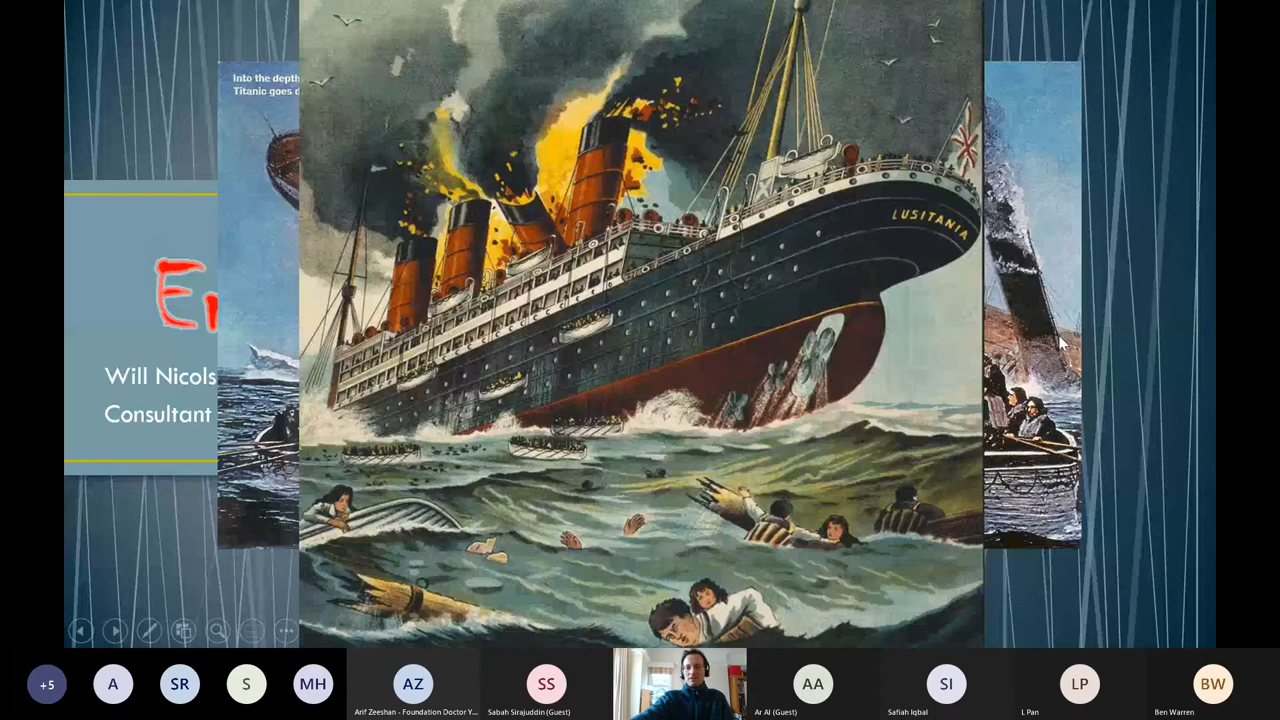 Into the depth
Titanic goes d
LUSITANIA
Er
Will Nicols
Consultant
+5
A
SR
S
MH
AZ
SS
AA
SI
LP
BW
Arif Zeeshan - Foundation Doctor Y...
Sabah Sirajuddin (Guest)
Ar Al (Guest)
Safiah Iqbal
L Pan
Ben Warren